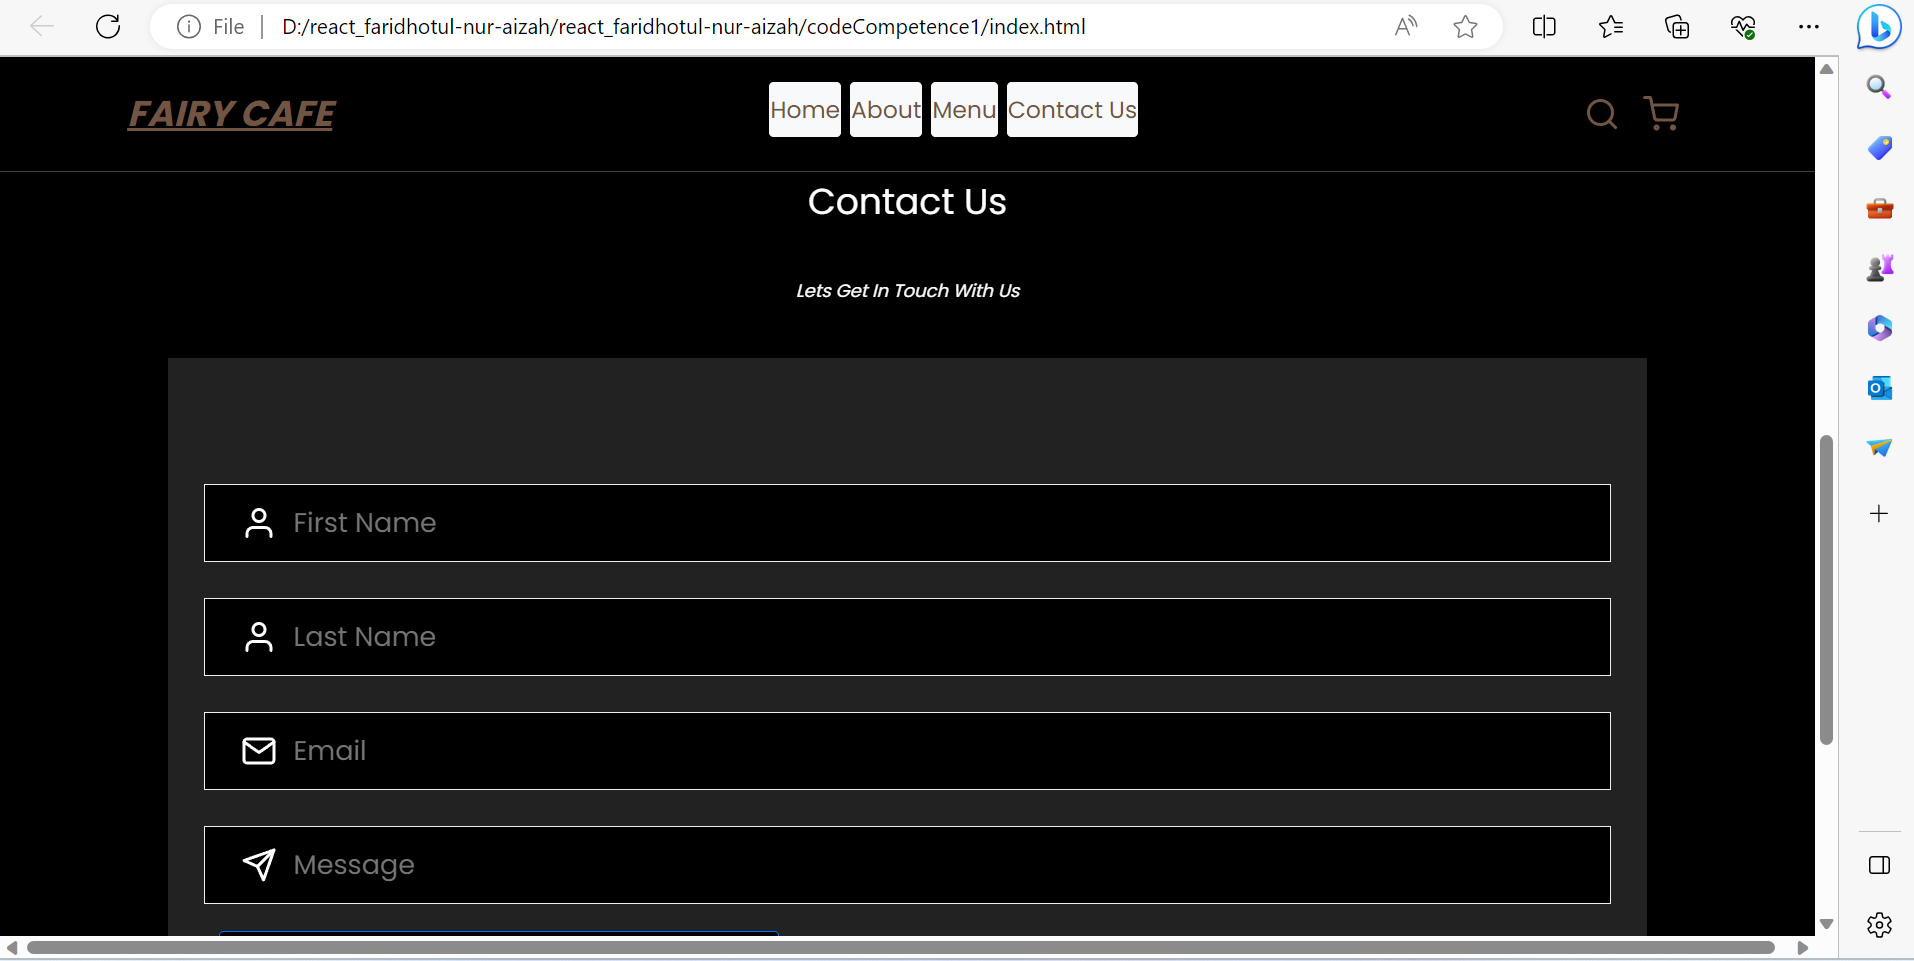 File D:/react_faridhotul-nur-aizah/react_faridhotul-nur-aizah/codeCompetence1/index.html
FAIRY CAFE Home About Menu Contact Us
Contact Us
Lets Get In Touch With Us
First Name
Last Name
Email
Message